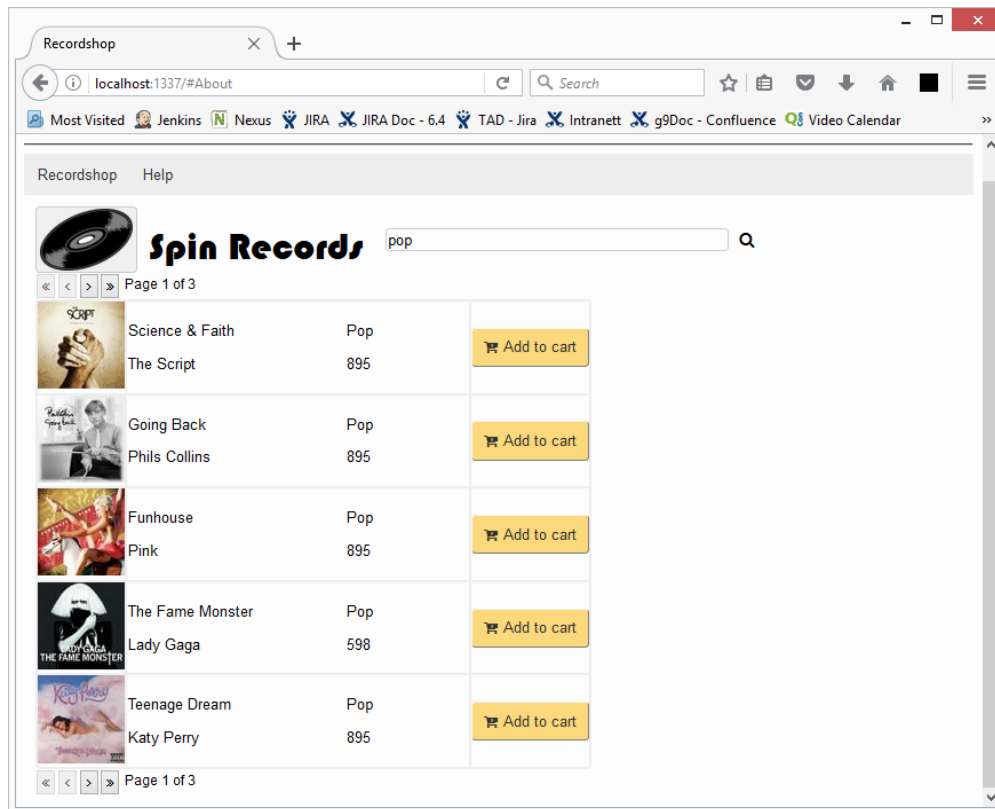 Recordshop
localhost:1337/#About
Search
Most Visited Jenkins Nexus JIRA JIRA Doc - 6.4 TAD - Jira Intranett g9Doc - Confluence Video Calendar »
Recordshop Help
Spin Records pop
« ‹ › » Page 1 of 3
SCRIPT
Science & Faith Pop
Add to cart
The Script 895
Going back
Going Back Pop
Add to cart
Phils Collins 895
Funhouse Pop
Add to cart
Pink 895
The Fame Monster Pop
Add to cart
Lady Gaga 598
LADY GAGA
THE FAME MONSTER
Katy Perry
Teenage Dream Pop
Add to cart
Katy Perry 895
Teenage Dream
« ‹ › » Page 1 of 3